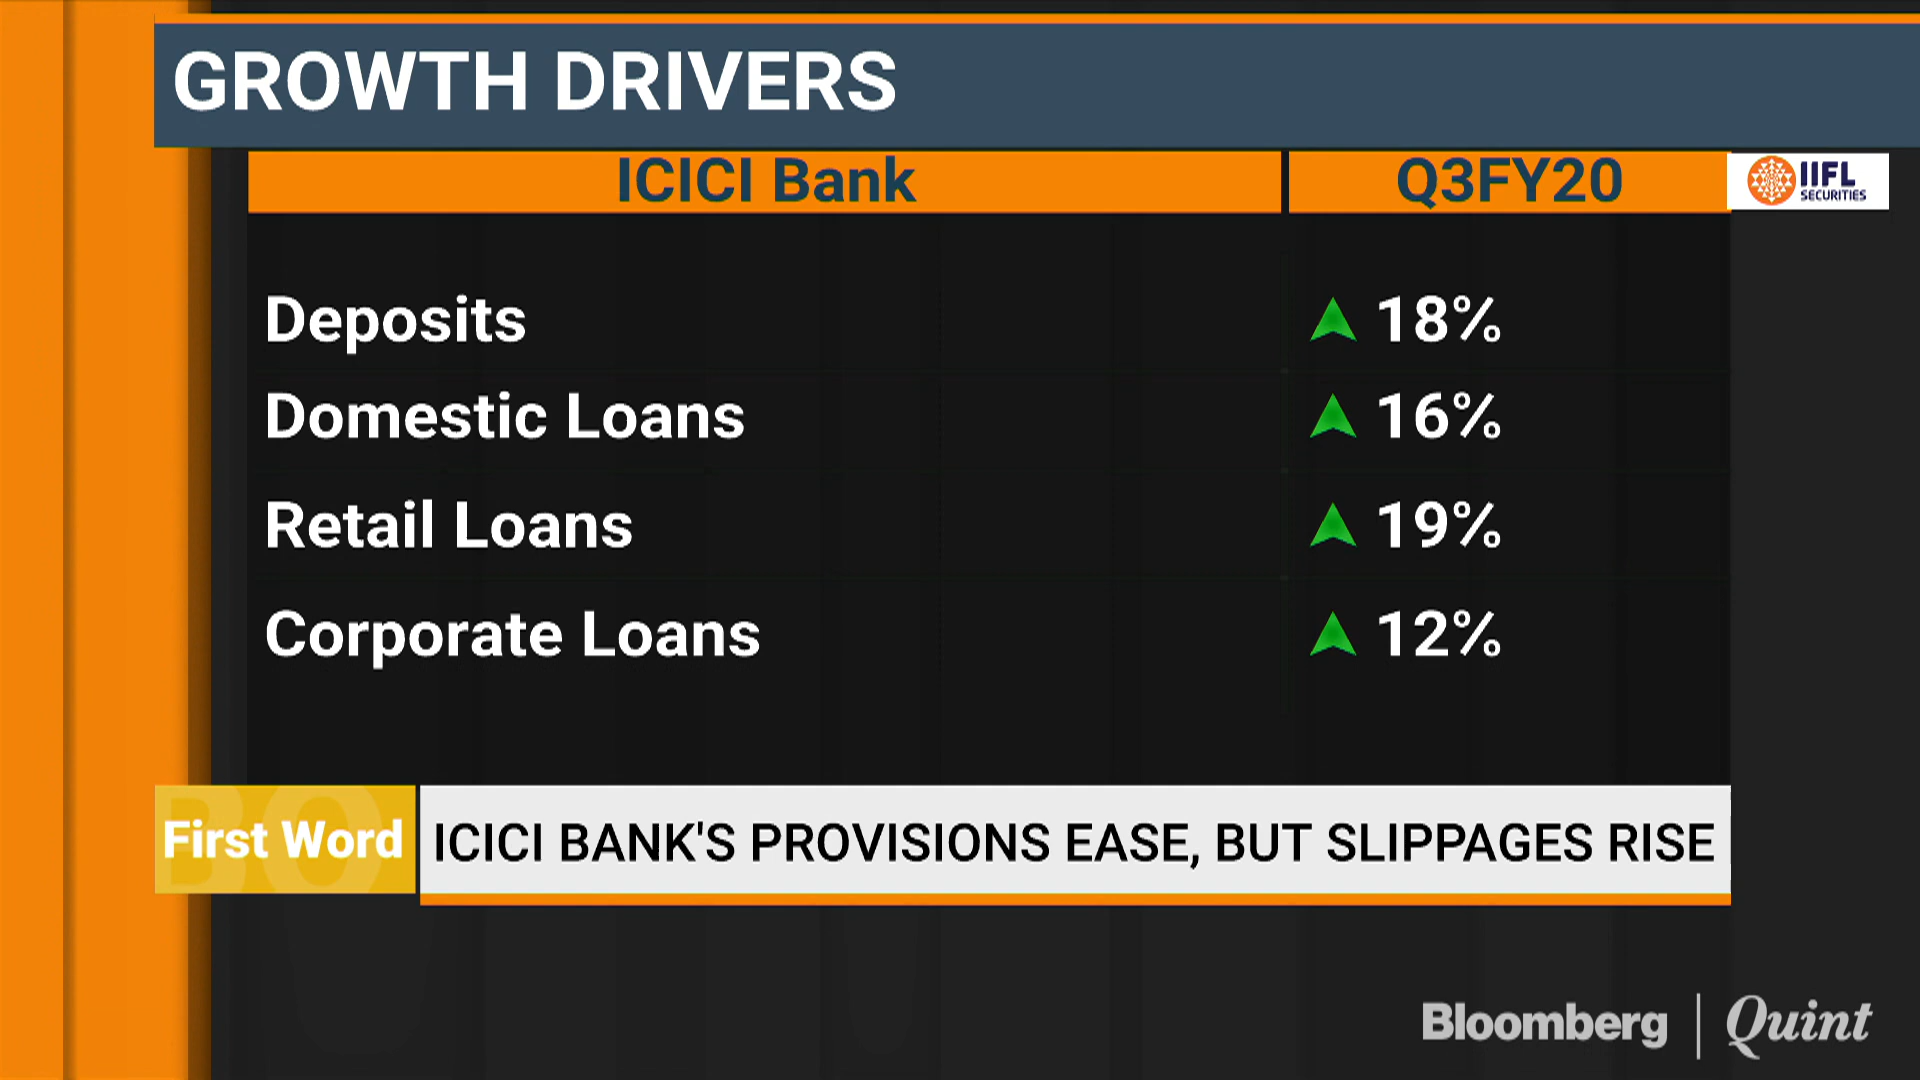 GROWTH DRIVERS
ICICI Bank Q3FY20
IIFL
SECURITIES
Deposits 18%
Domestic Loans 16%
Retail Loans 19%
Corporate Loans 12%
First Word ICICI BANK'S PROVISIONS EASE, BUT SLIPPAGES RISE
Bloomberg | Quint